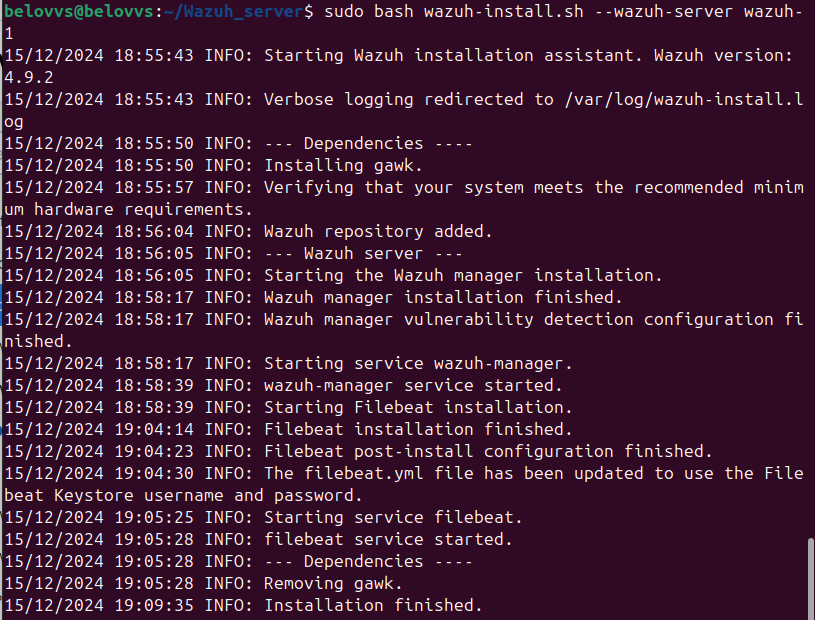 belovvs@belovvs:~/Wazuh_server$ sudo bash wazuh-install.sh --wazuh-server wazuh-
1
15/12/2024 18:55:43 INFO: Starting Wazuh installation assistant. Wazuh version:
4.9.2
15/12/2024 18:55:43 INFO: Verbose logging redirected to /var/log/wazuh-install.l
og
15/12/2024 18:55:50 INFO: --- Dependencies ----
15/12/2024 18:55:50 INFO: Installing gawk.
15/12/2024 18:55:57 INFO: Verifying that your system meets the recommended minim
um hardware requirements.
15/12/2024 18:56:04 INFO: Wazuh repository added.
15/12/2024 18:56:05 INFO: --- Wazuh server ---
15/12/2024 18:56:05 INFO: Starting the Wazuh manager installation.
15/12/2024 18:58:17 INFO: Wazuh manager installation finished.
15/12/2024 18:58:17 INFO: Wazuh manager vulnerability detection configuration fi
nished.
15/12/2024 18:58:17 INFO: Starting service wazuh-manager.
15/12/2024 18:58:39 INFO: wazuh-manager service started.
15/12/2024 18:58:39 INFO: Starting Filebeat installation.
15/12/2024 19:04:14 INFO: Filebeat installation finished.
15/12/2024 19:04:23 INFO: Filebeat post-install configuration finished.
15/12/2024 19:04:30 INFO: The filebeat.yml file has been updated to use the File
beat Keystore username and password.
15/12/2024 19:05:25 INFO: Starting service filebeat.
15/12/2024 19:05:28 INFO: filebeat service started.
15/12/2024 19:05:28 INFO: --- Dependencies ----
15/12/2024 19:05:28 INFO: Removing gawk.
15/12/2024 19:09:35 INFO: Installation finished.